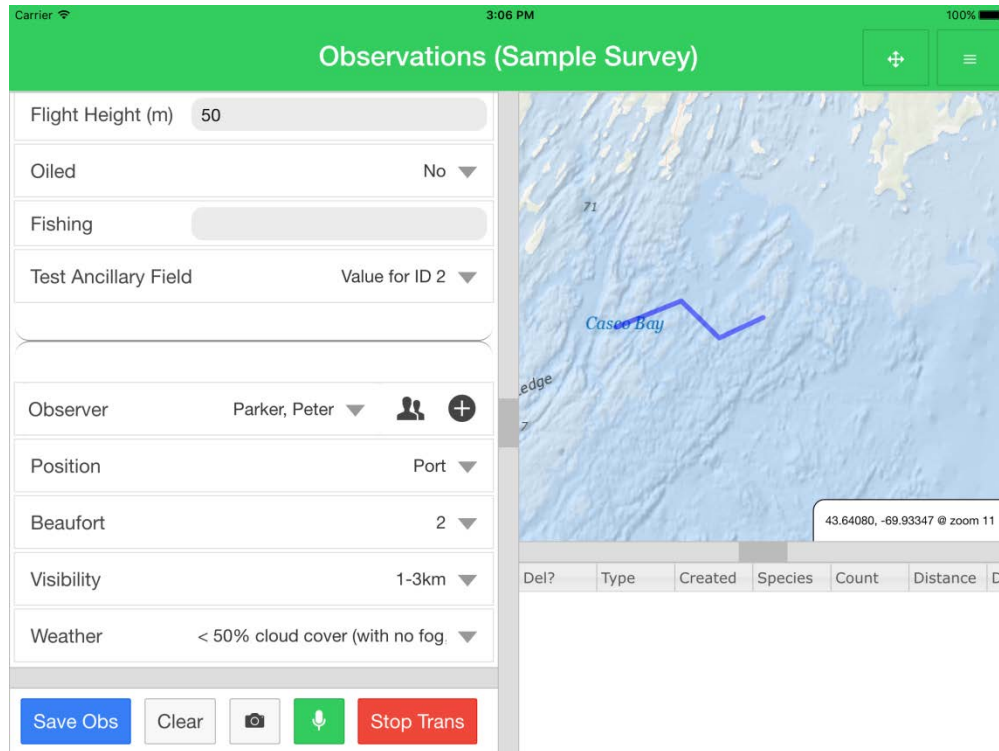 Carrier
3:06 PM
100%
Observations (Sample Survey)
Flight Height (m) 50
Oiled No
Fishing
Test Ancillary Field Value for ID 2
Observer Parker, Peter
Position Port
Beaufort 2
Visibility 1-3km
Weather < 50% cloud cover (with no fog
Save Obs Clear Stop Trans
71
Casco Bay
edge
7
43.64080, -69.93347 @ zoom 11
Del? Type Created Species Count Distance D